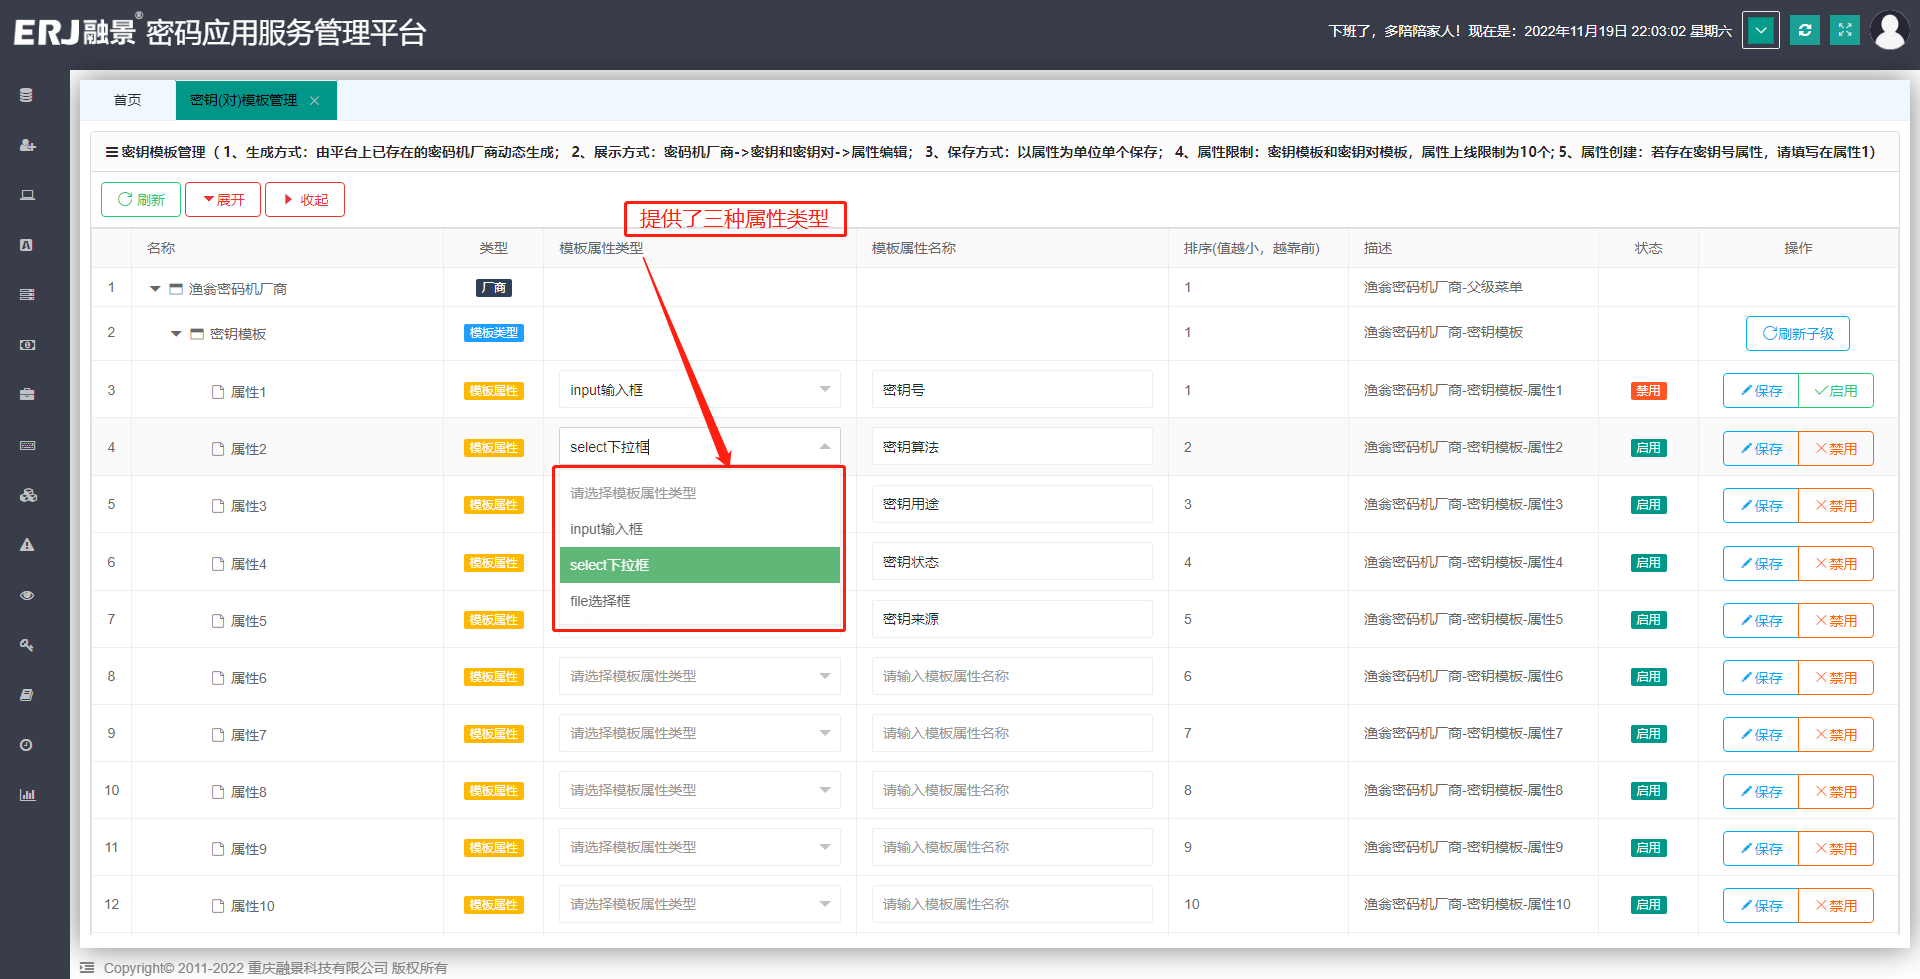 ERJ融景® 密码应用服务管理平台
下班了，多陪陪家人！现在是：2022年11月19日 22:03:02 星期六
首页
密钥(对)模板管理
密钥模板管理（ 1、生成方式：由平台上已存在的密码机厂商动态生成； 2、展示方式：密码机厂商->密钥和密钥对->属性编辑； 3、保存方式：以属性为单位单个保存； 4、属性限制：密钥模板和密钥对模板，属性上线限制为10个; 5、属性创建：若存在密钥号属性，请填写在属性1）
刷新 展开 收起
提供了三种属性类型
名称 类型 模板属性类型 模板属性名称 排序(值越小，越靠前) 描述 状态 操作
1 渔翁密码机厂商 厂商 1 渔翁密码机厂商-父级菜单
2 密钥模板 模板类型 1 渔翁密码机厂商-密钥模板 刷新子级
3 属性1 模板属性 input输入框 密钥号 1 渔翁密码机厂商-密钥模板-属性1 禁用 保存 启用
4 属性2 模板属性 select下拉框 密钥算法 2 渔翁密码机厂商-密钥模板-属性2 启用 保存 禁用
请选择模板属性类型
input输入框
select下拉框
file选择框
5 属性3 模板属性 密钥用途 3 渔翁密码机厂商-密钥模板-属性3 启用 保存 禁用
6 属性4 模板属性 密钥状态 4 渔翁密码机厂商-密钥模板-属性4 启用 保存 禁用
7 属性5 模板属性 密钥来源 5 渔翁密码机厂商-密钥模板-属性5 启用 保存 禁用
8 属性6 模板属性 请选择模板属性类型 请输入模板属性名称 6 渔翁密码机厂商-密钥模板-属性6 启用 保存 禁用
9 属性7 模板属性 请选择模板属性类型 请输入模板属性名称 7 渔翁密码机厂商-密钥模板-属性7 启用 保存 禁用
10 属性8 模板属性 请选择模板属性类型 请输入模板属性名称 8 渔翁密码机厂商-密钥模板-属性8 启用 保存 禁用
11 属性9 模板属性 请选择模板属性类型 请输入模板属性名称 9 渔翁密码机厂商-密钥模板-属性9 启用 保存 禁用
12 属性10 模板属性 请选择模板属性类型 请输入模板属性名称 10 渔翁密码机厂商-密钥模板-属性10 启用 保存 禁用
Copyright© 2011-2022 重庆融景科技有限公司 版权所有